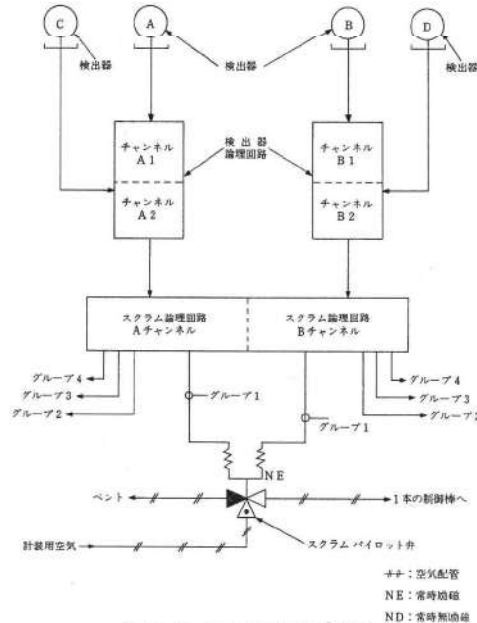 C
A
B
D
検出器
検出器
検出器
チャンネル
A1
チャンネル
A2
検出器
論理回路
チャンネル
B1
チャンネル
B2
スクラム論理回路
Aチャンネル
スクラム論理回路
Bチャンネル
グループ4
グループ3
グループ2
グループ1
グループ1
グループ4
グループ3
グループ2
NE
ベント
1本の制御棒へ
計装用空気
スクラムパイロット弁
:空気配管
NE:常時励磁
ND:常時無励磁